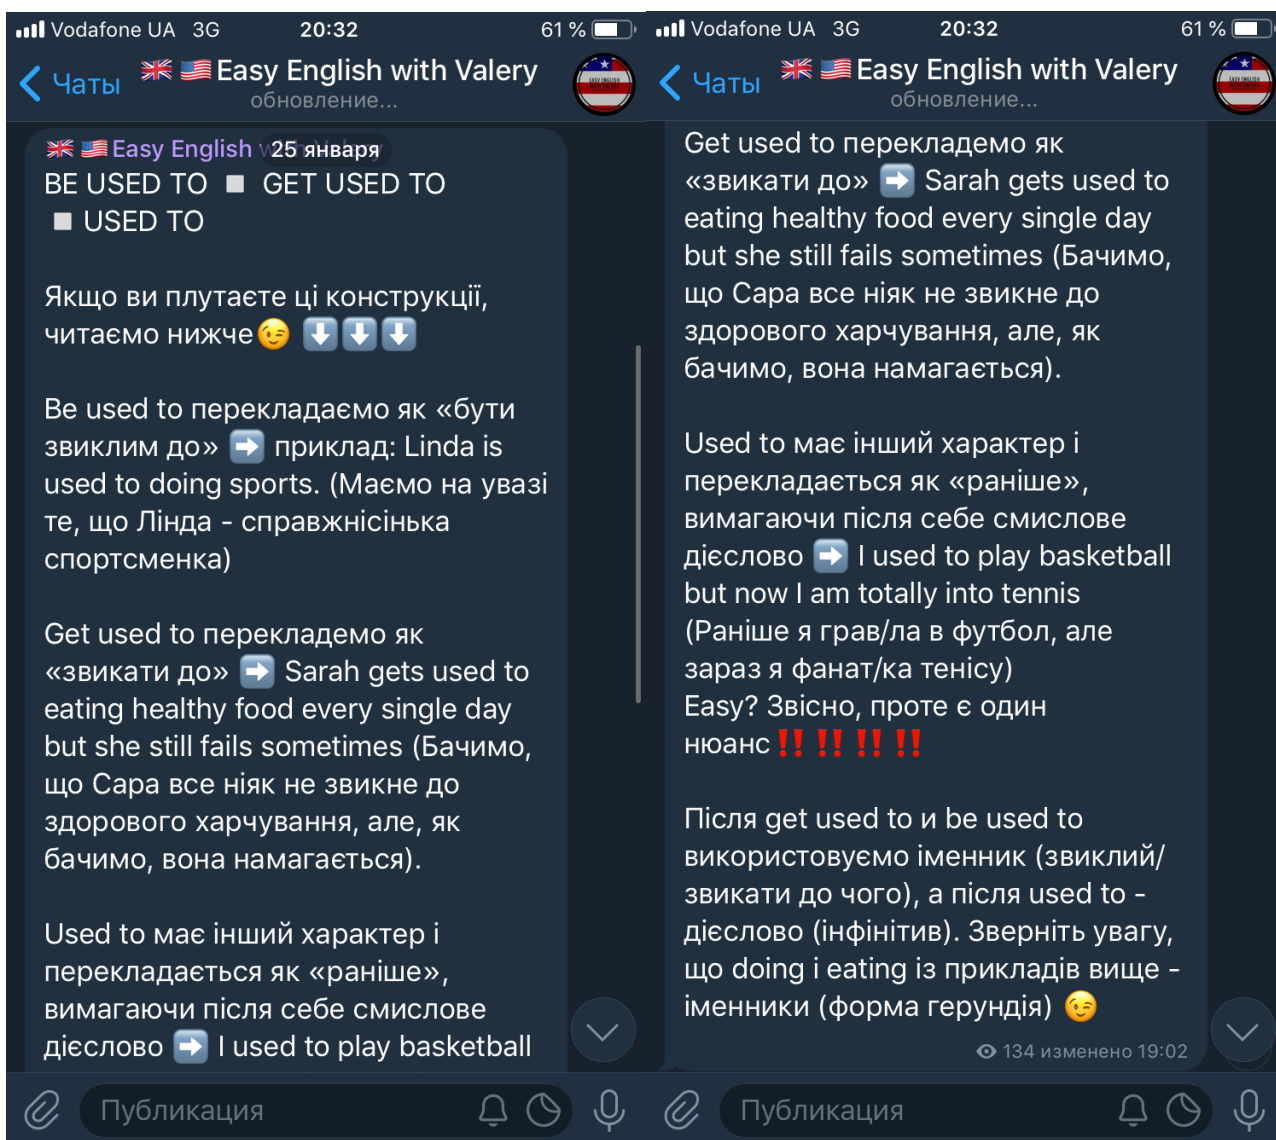 Vodafone UA 3G 20:32 61 %
Чаты Easy English with Valery
обновление...
EASY ENGLISH
WITH VALERY
Easy English with Valery
25 января
BE USED TO ◽ GET USED TO
◽ USED TO
Якщо ви плутаєте ці конструкції,
читаємо нижче😉 ⬇️⬇️⬇️
Be used to перекладаємо як «бути
звиклим до» ➡️ приклад: Linda is
used to doing sports. (Маємо на увазі
те, що Лінда - справжнісінька
спортсменка)
Get used to перекладемо як
«звикати до» ➡️ Sarah gets used to
eating healthy food every single day
but she still fails sometimes (Бачимо,
що Сара все ніяк не звикне до
здорового харчування, але, як
бачимо, вона намагається).
Used to має інший характер і
перекладається як «раніше»,
вимагаючи після себе смислове
дієслово ➡️ I used to play basketball
Публикация
Vodafone UA 3G 20:32 61 %
Чаты Easy English with Valery
обновление...
EASY ENGLISH
WITH VALERY
Get used to перекладемо як
«звикати до» ➡️ Sarah gets used to
eating healthy food every single day
but she still fails sometimes (Бачимо,
що Сара все ніяк не звикне до
здорового харчування, але, як
бачимо, вона намагається).
Used to має інший характер і
перекладається як «раніше»,
вимагаючи після себе смислове
дієслово ➡️ I used to play basketball
but now I am totally into tennis
(Раніше я грав/ла в футбол, але
зараз я фанат/ка тенісу)
Easy? Звісно, проте є один
нюанс‼️‼️‼️‼️
Після get used to и be used to
використовуємо іменник (звиклий/
звикати до чого), а після used to -
дієслово (інфінітив). Зверніть увагу,
що doing і eating із прикладів вище -
іменники (форма герундія) 😉
134 изменено 19:02
Публикация